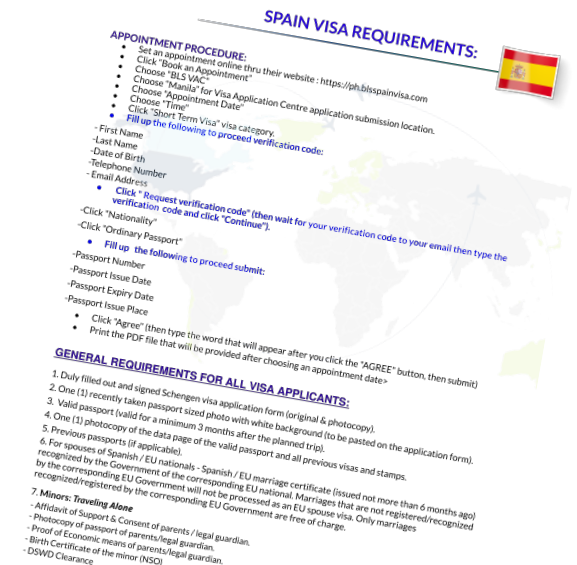 SPAIN VISA REQUIREMENTS:
APPOINTMENT PROCEDURE:
• Set an appointment online thru their website : https://ph.blsspainvisa.com
• Click "Book an Appointment"
• Choose "BLS VAC"
• Choose "Manila" for Visa Application Centre application submission location.
• Choose "Appointment Date"
• Choose "Time"
• Click "Short Term Visa" visa category.
• Fill up the following to proceed verification code:
- First Name
-Last Name
-Date of Birth
-Telephone Number
- Email Address
• Click " Request verification code" (then wait for your verification code to your email then type the
verification code and click "Continue").
-Click "Nationality"
-Click "Ordinary Passport"
• Fill up the following to proceed submit:
-Passport Number
-Passport Issue Date
-Passport Expiry Date
-Passport Issue Place
• Click "Agree" (then type the word that will appear after you click the "AGREE" button, then submit)
• Print the PDF file that will be provided after choosing an appointment date>
GENERAL REQUIREMENTS FOR ALL VISA APPLICANTS:
1. Duly filled out and signed Schengen visa application form (original & photocopy).
2. One (1) recently taken passport sized photo with white background (to be pasted on the application form).
3. Valid passport (valid for a minimum 3 months after the planned trip).
4. One (1) photocopy of the data page of the valid passport and all previous visas and stamps.
5. Previous passports (if applicable).
6. For spouses of Spanish / EU nationals - Spanish / EU marriage certificate (issued not more than 6 months ago)
recognized by the Government of the corresponding EU national. Marriages that are not registered/recognized
by the corresponding EU Government will not be processed as an EU spouse visa. Only marriages
recognized/registered by the corresponding EU Government are free of charge.
7. Minors: Traveling Alone
- Affidavit of Support & Consent of parents / legal guardian.
- Photocopy of passport of parents/legal guardian.
- Proof of Economic means of parents/legal guardian.
- Birth Certificate of the minor (NSO)
- DSWD Clearance